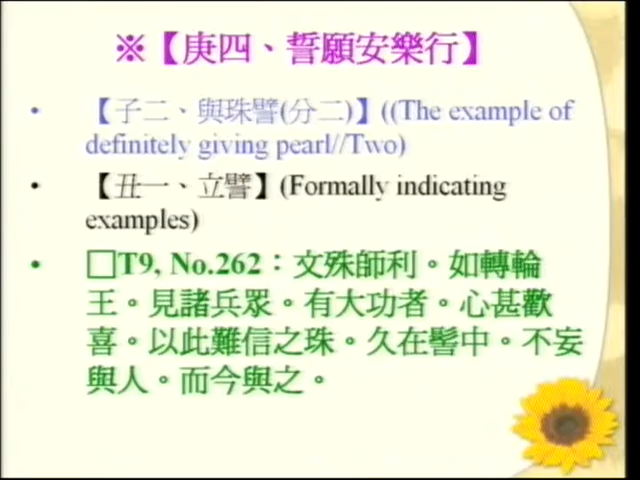 ※【庚四、誓願安樂行】
• 【子二、與珠譬(分二)】((The example of
definitely giving pearl//Two)
• 【丑一、立譬】(Formally indicating
examples)
• □T9, No.262：文殊師利。如轉輪
王。見諸兵眾。有大功者。心甚歡
喜。以此難信之珠。久在髻中。不妄
與人。而今與之。